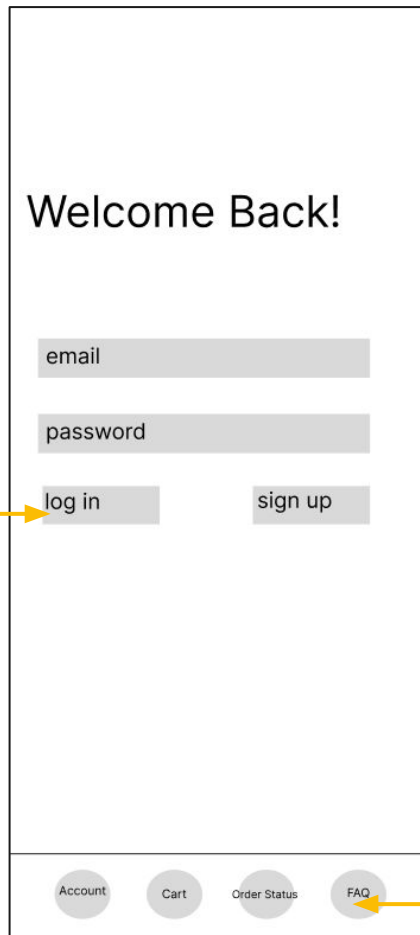 Welcome Back!
email
password
log in sign up
Account Cart Order Status FAQ